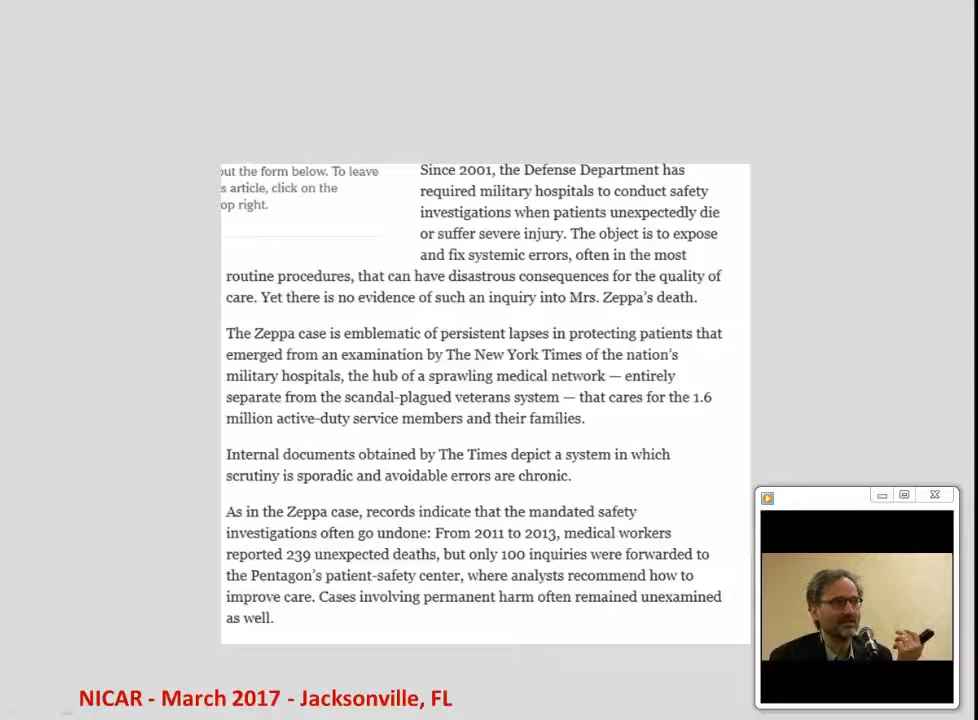 out the form below. To leave
s article, click on the
op right.
Since 2001, the Defense Department has
required military hospitals to conduct safety
investigations when patients unexpectedly die
or suffer severe injury. The object is to expose
and fix systemic errors, often in the most
routine procedures, that can have disastrous consequences for the quality of
care. Yet there is no evidence of such an inquiry into Mrs. Zeppa’s death.
The Zeppa case is emblematic of persistent lapses in protecting patients that
emerged from an examination by The New York Times of the nation’s
military hospitals, the hub of a sprawling medical network — entirely
separate from the scandal-plagued veterans system — that cares for the 1.6
million active-duty service members and their families.
Internal documents obtained by The Times depict a system in which
scrutiny is sporadic and avoidable errors are chronic.
As in the Zeppa case, records indicate that the mandated safety
investigations often go undone: From 2011 to 2013, medical workers
reported 239 unexpected deaths, but only 100 inquiries were forwarded to
the Pentagon’s patient-safety center, where analysts recommend how to
improve care. Cases involving permanent harm often remained unexamined
as well.
NICAR - March 2017 - Jacksonville, FL